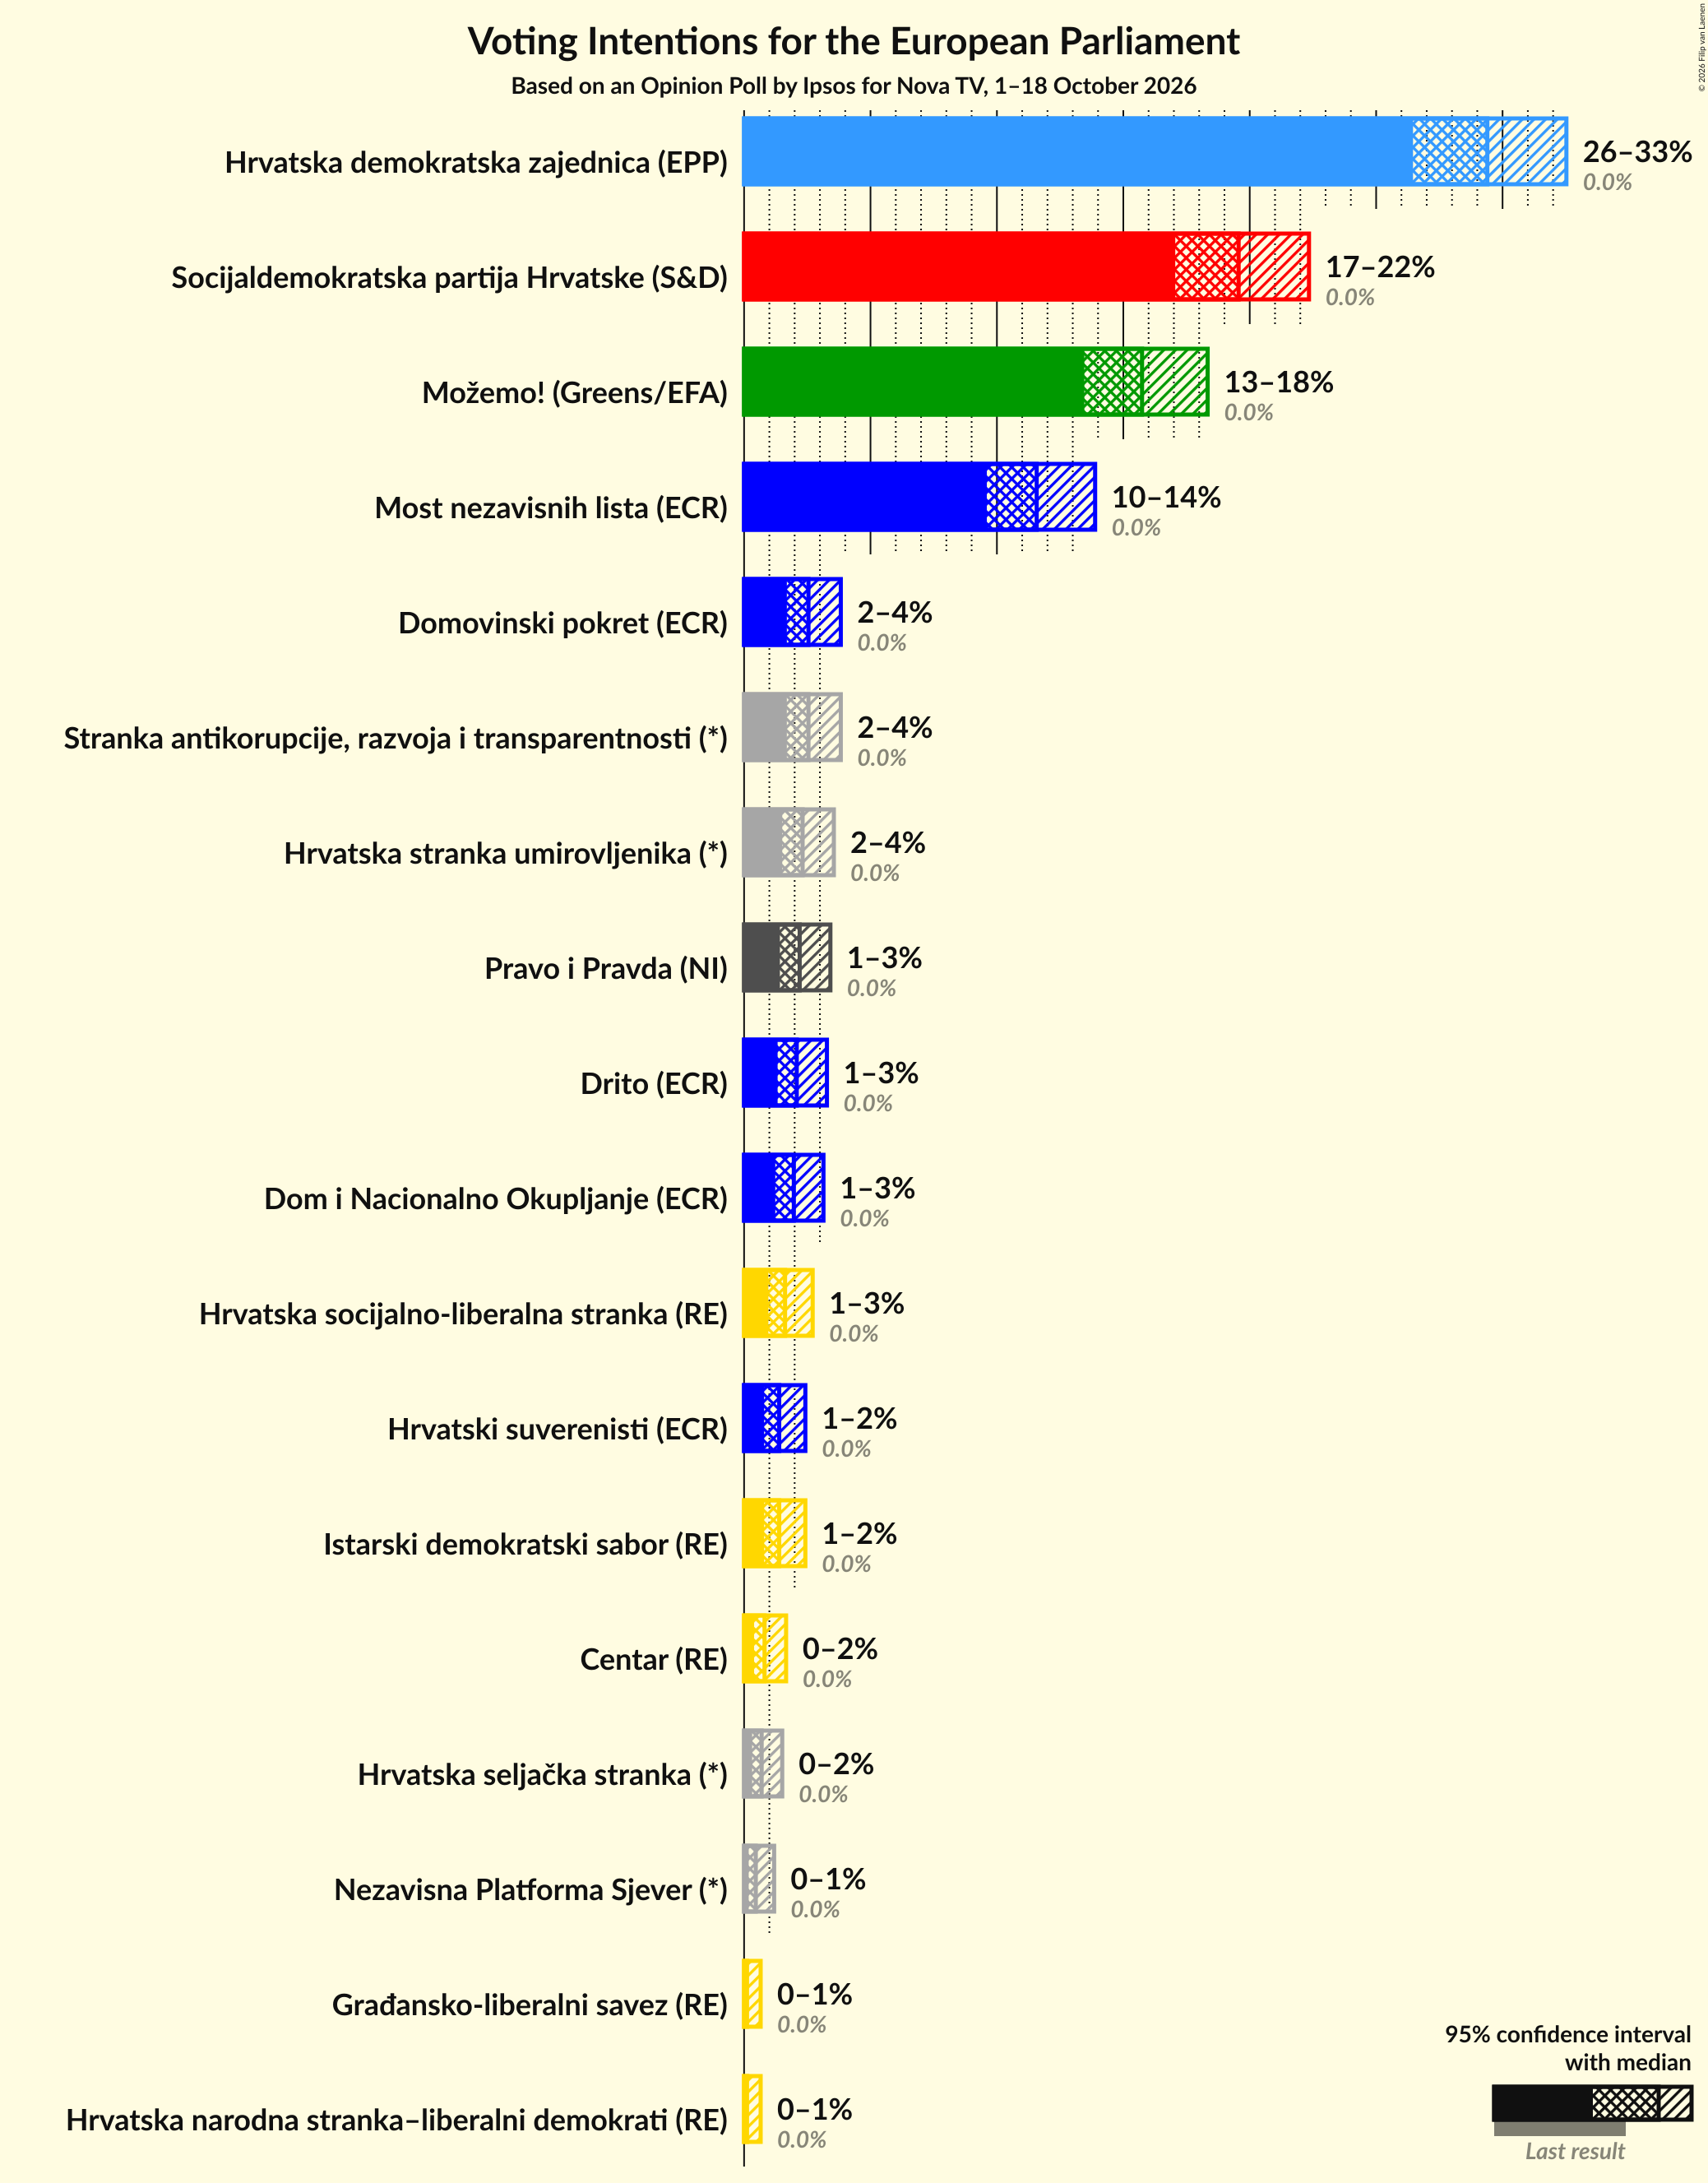 Voting Intentions for the European Parliament
Based on an Opinion Poll by Ipsos for Nova TV, 1–18 October 2026
© 2026 Filip van Laenen
Hrvatska demokratska zajednica (EPP)
26–33%
0.0%
Socijaldemokratska partija Hrvatske (S&D)
17–22%
0.0%
Možemo! (Greens/EFA)
13–18%
0.0%
Most nezavisnih lista (ECR)
10–14%
0.0%
Domovinski pokret (ECR)
2–4%
0.0%
Stranka antikorupcije, razvoja i transparentnosti (*)
2–4%
0.0%
Hrvatska stranka umirovljenika (*)
2–4%
0.0%
Pravo i Pravda (NI)
1–3%
0.0%
Drito (ECR)
1–3%
0.0%
Dom i Nacionalno Okupljanje (ECR)
1–3%
0.0%
Hrvatska socijalno-liberalna stranka (RE)
1–3%
0.0%
Hrvatski suverenisti (ECR)
1–2%
0.0%
Istarski demokratski sabor (RE)
1–2%
0.0%
Centar (RE)
0–2%
0.0%
Hrvatska seljačka stranka (*)
0–2%
0.0%
Nezavisna Platforma Sjever (*)
0–1%
0.0%
Građansko-liberalni savez (RE)
0–1%
0.0%
Hrvatska narodna stranka–liberalni demokrati (RE)
0–1%
0.0%
95% confidence interval
with median
Last result